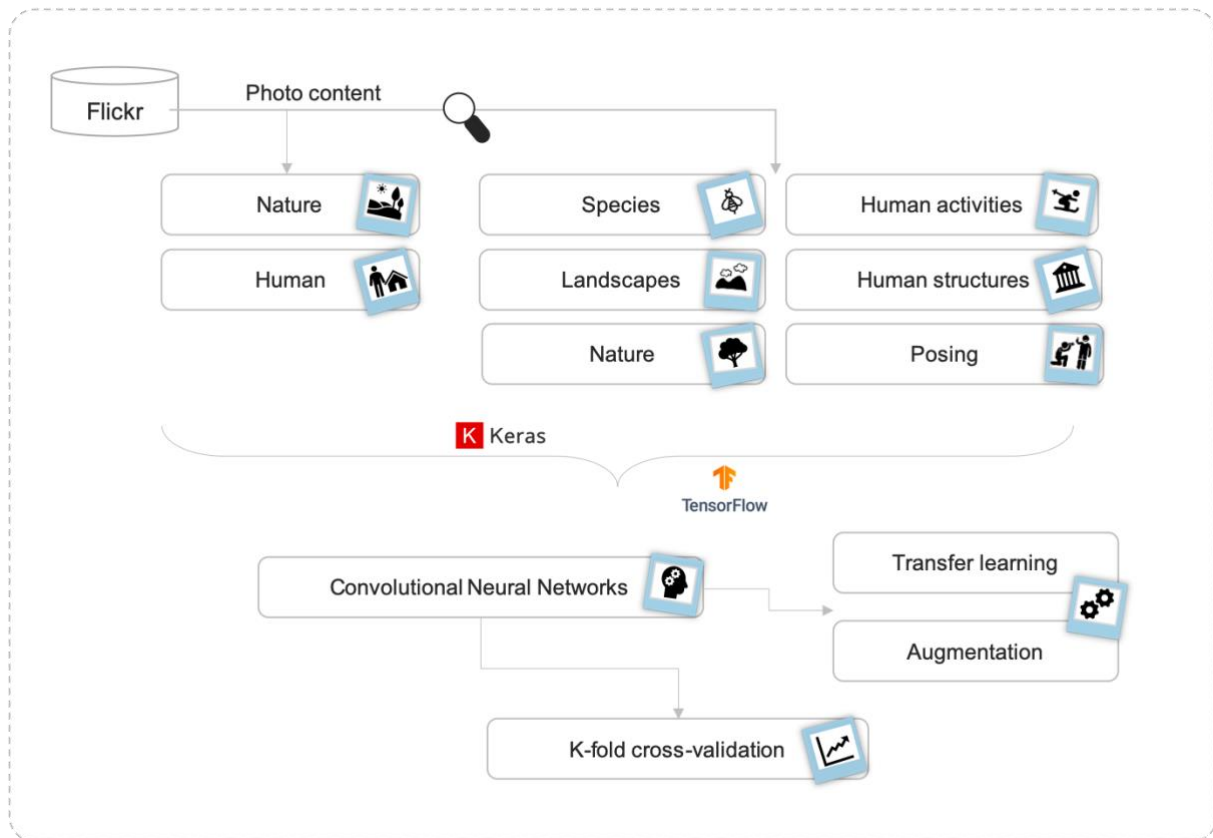 Photo content
Flickr
Nature
Species
Human activities
Human
Landscapes
Human structures
Nature
Posing
K Keras
TensorFlow
Transfer learning
Convolutional Neural Networks
Augmentation
K-fold cross-validation